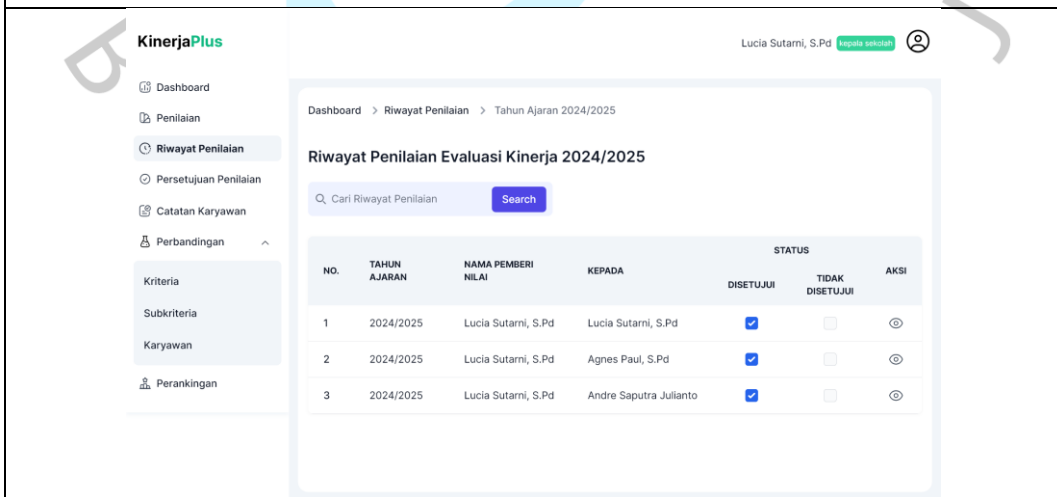 KinerjaPlus
Lucia Sutarni, S.Pd kepala sekolah
Dashboard
Penilaian
Riwayat Penilaian
Persetujuan Penilaian
Catatan Karyawan
Perbandingan
Kriteria
Subkriteria
Karyawan
Perankingan
Dashboard > Riwayat Penilaian > Tahun Ajaran 2024/2025
Riwayat Penilaian Evaluasi Kinerja 2024/2025
Cari Riwayat Penilaian Search
NO. TAHUN AJARAN NAMA PEMBERI NILAI KEPADA STATUS AKSI
DISETUJUI TIDAK DISETUJUI
1 2024/2025 Lucia Sutarni, S.Pd Lucia Sutarni, S.Pd
2 2024/2025 Lucia Sutarni, S.Pd Agnes Paul, S.Pd
3 2024/2025 Lucia Sutarni, S.Pd Andre Saputra Julianto